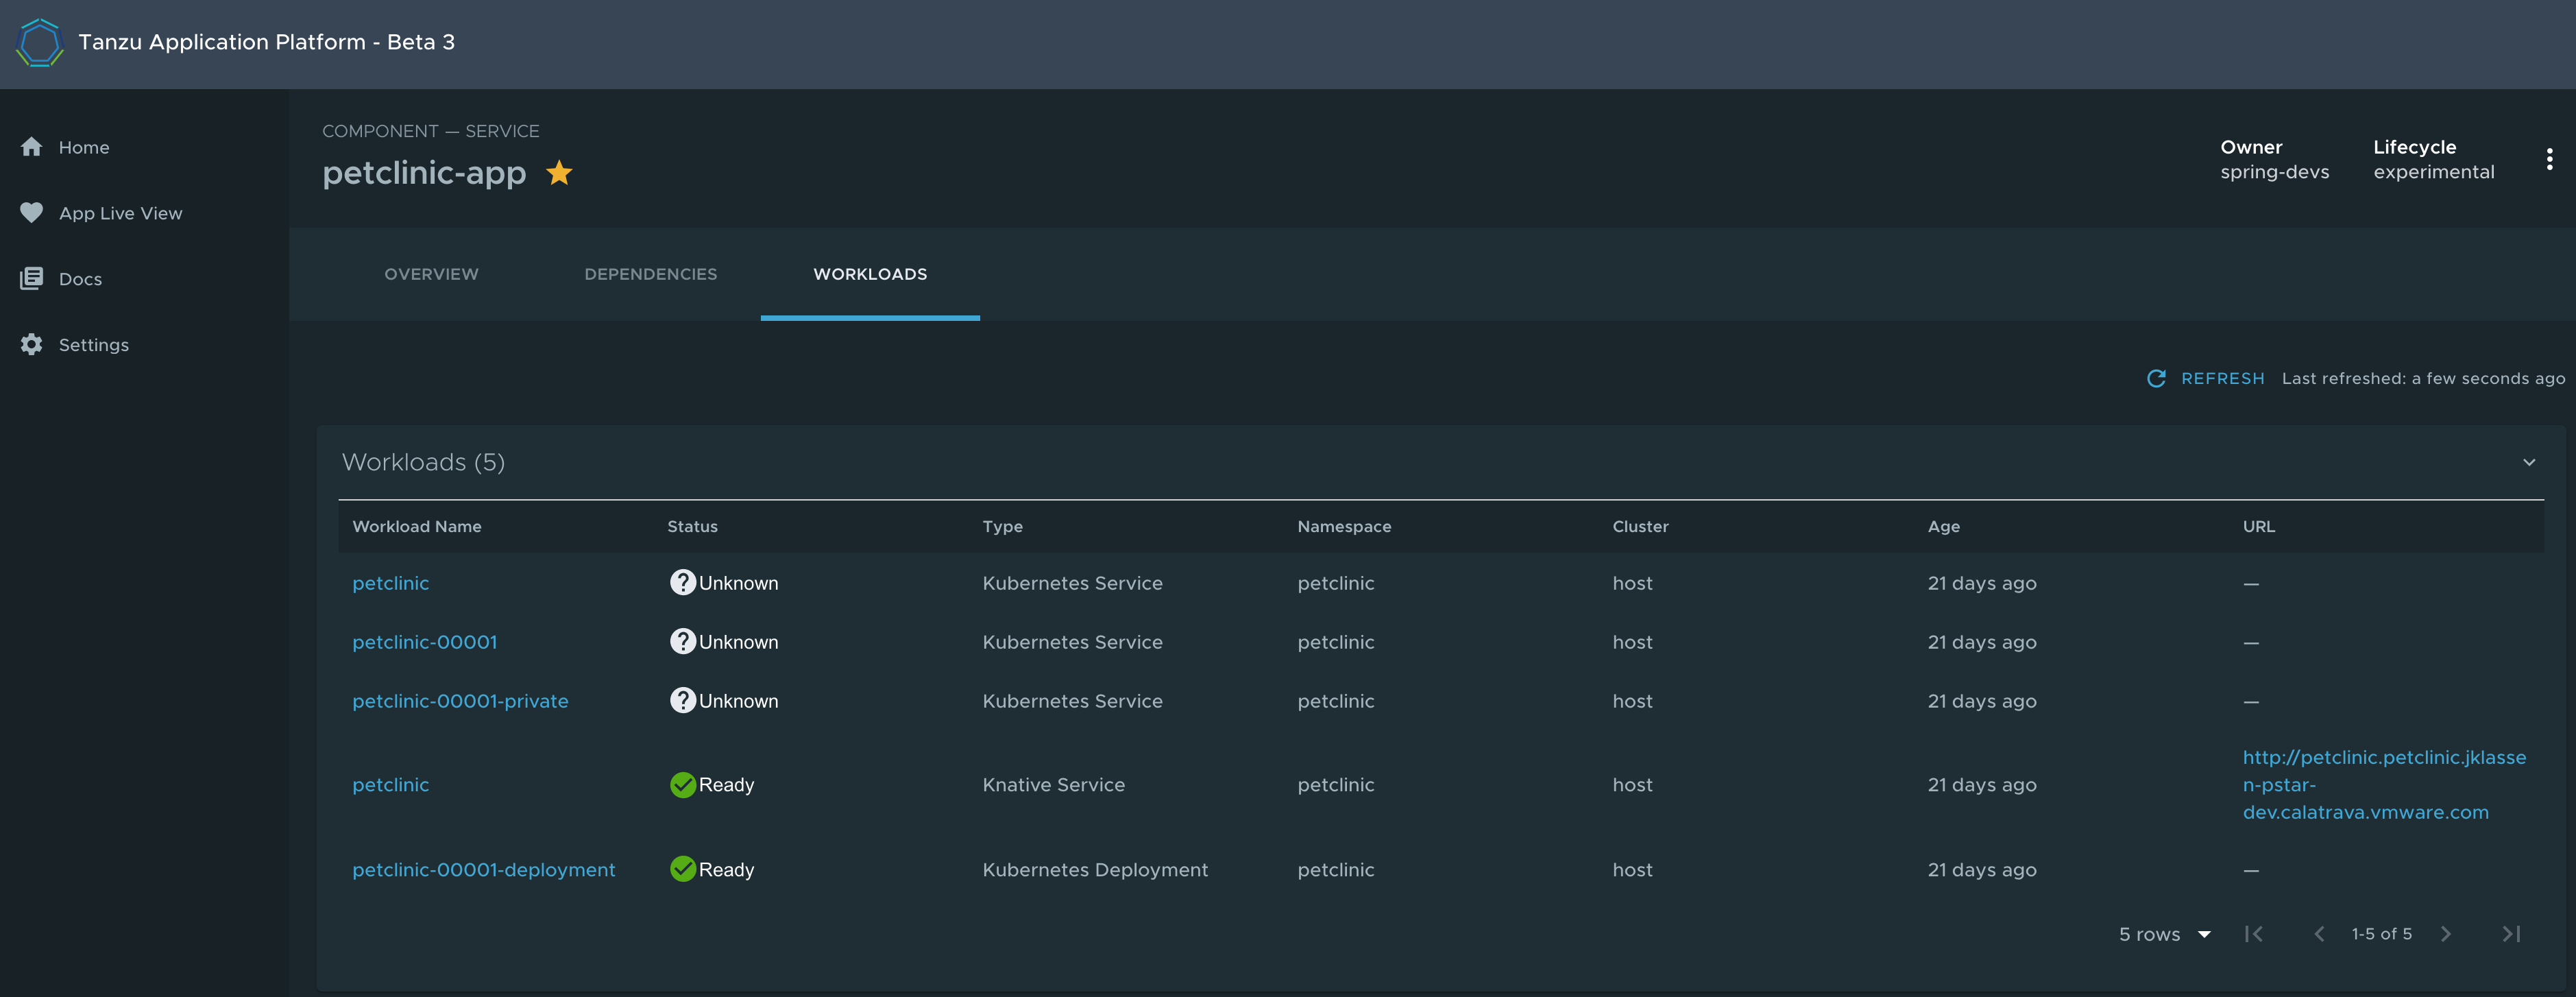 Tanzu Application Platform - Beta 3
Home
App Live View
Docs
Settings
COMPONENT — SERVICE
petclinic-app
Owner
spring-devs
Lifecycle
experimental
OVERVIEW
DEPENDENCIES
WORKLOADS
REFRESH Last refreshed: a few seconds ago
Workloads (5)
Workload Name Status Type Namespace Cluster Age URL
petclinic Unknown Kubernetes Service petclinic host 21 days ago —
petclinic-00001 Unknown Kubernetes Service petclinic host 21 days ago —
petclinic-00001-private Unknown Kubernetes Service petclinic host 21 days ago —
petclinic Ready Knative Service petclinic host 21 days ago http://petclinic.petclinic.jklasse
n-pstar-
dev.calatrava.vmware.com
petclinic-00001-deployment Ready Kubernetes Deployment petclinic host 21 days ago —
5 rows 1-5 of 5